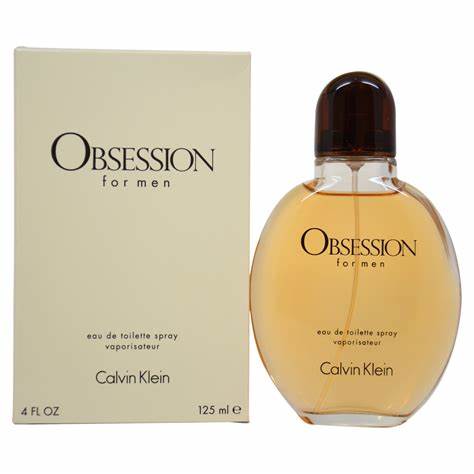 OBSESSION
for men
eau de toilette spray
vaporisateur
Calvin Klein
4 FL OZ 125 ml e
OBSESSION
for men
eau de toilette spray
vaporisateur
Calvin Klein